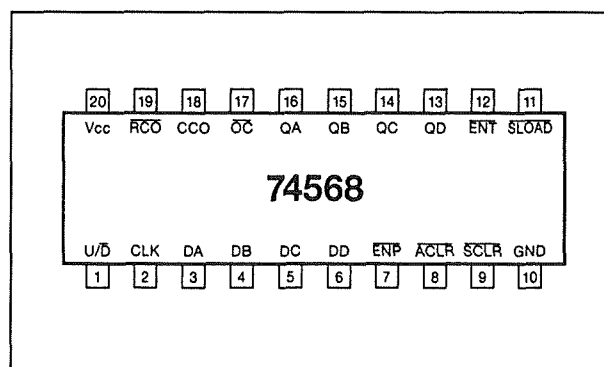 20 19 18 17 16 15 14 13 12 11
Vcc RCO CCO OC QA QB QC QD ENT SLOAD
74568
U/D CLK DA DB DC DD ENP ACLR SCLR GND
1 2 3 4 5 6 7 8 9 10